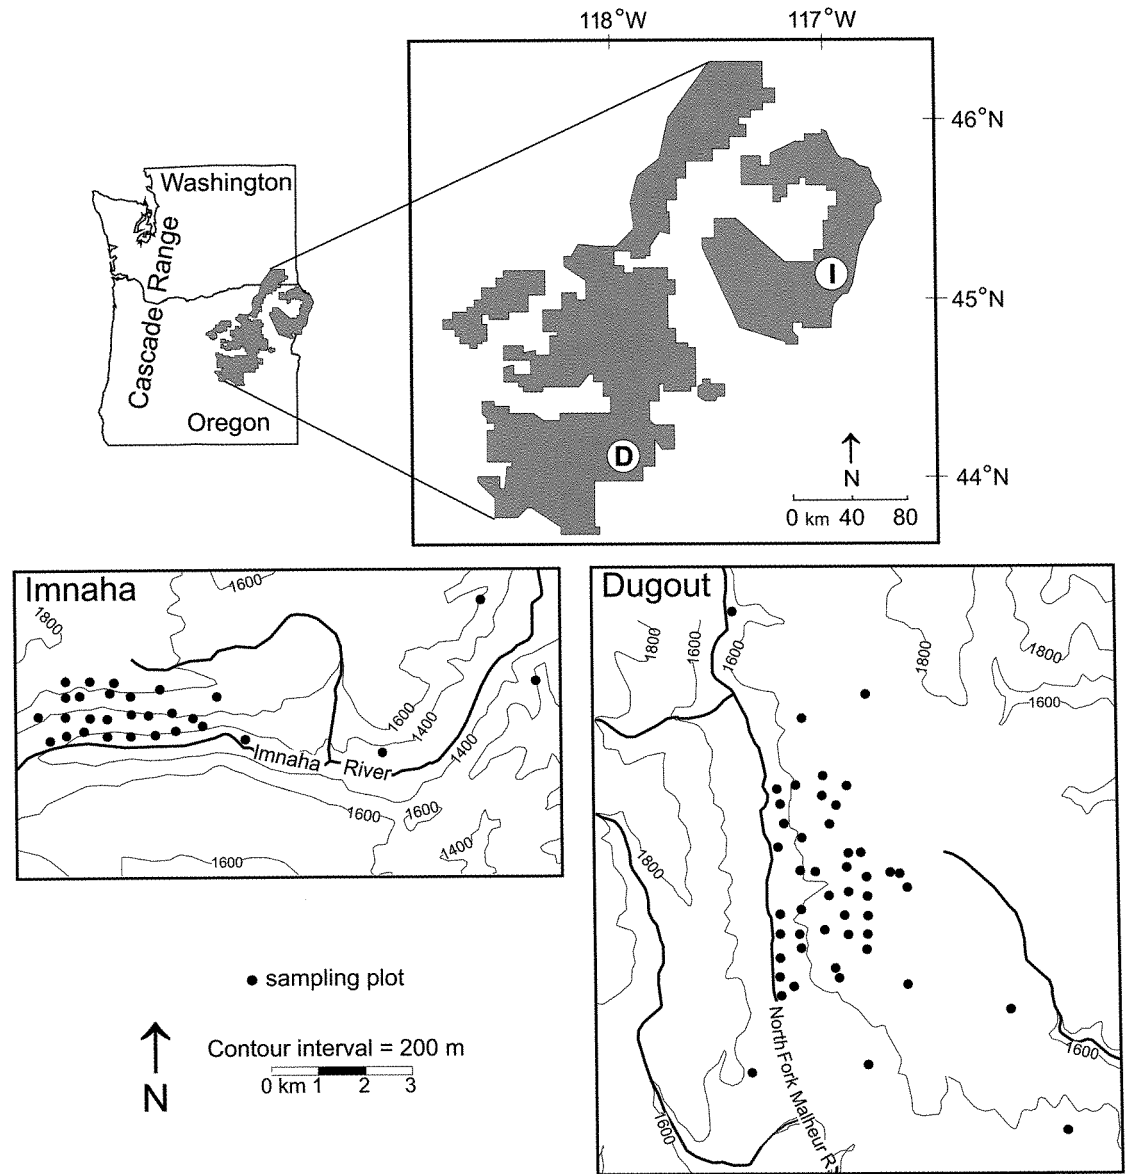 118°W
117°W
46°N
45°N
44°N
Washington
Cascade Range
Oregon
I
D
N
0 km 40 80
Imnaha
1600
1800
1600
1400
1400
Imnaha River
1600
1600
1400
1600
Dugout
1800
1600
1600
1800
1800
1600
1800
North Fork Malheur R.
1600
1600
sampling plot
Contour interval = 200 m
N
0 km 1 2 3